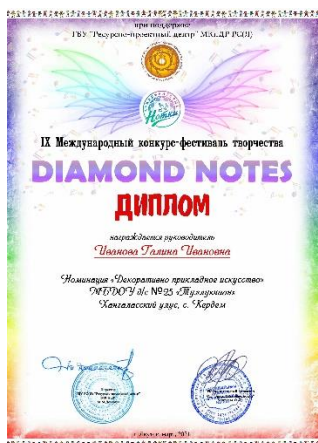 при поддержке
ГБУ "Ресурсно-проектный центр" МКиДР РС(Я)
Нотки
IX Международный конкурс-фестиваль творчества
DIAMOND NOTES
ДИПЛОМ
награждается руководитель
Иванова Галина Ивановна
Номинация «Декоративно прикладное искусство»
МБДОУ д/с №25 «Туллукчаан»
Хангаласский улус, с. Кердем